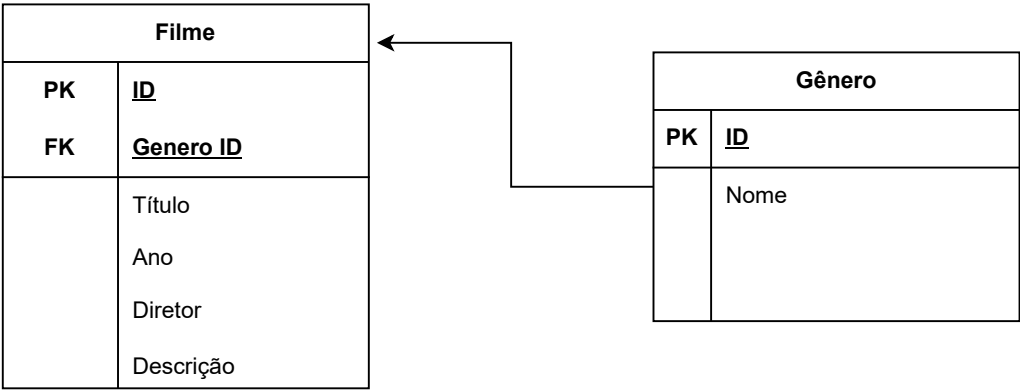 Filme
PK ID
FK Genero ID
Título
Ano
Diretor
Descrição
Gênero
PK ID
Nome